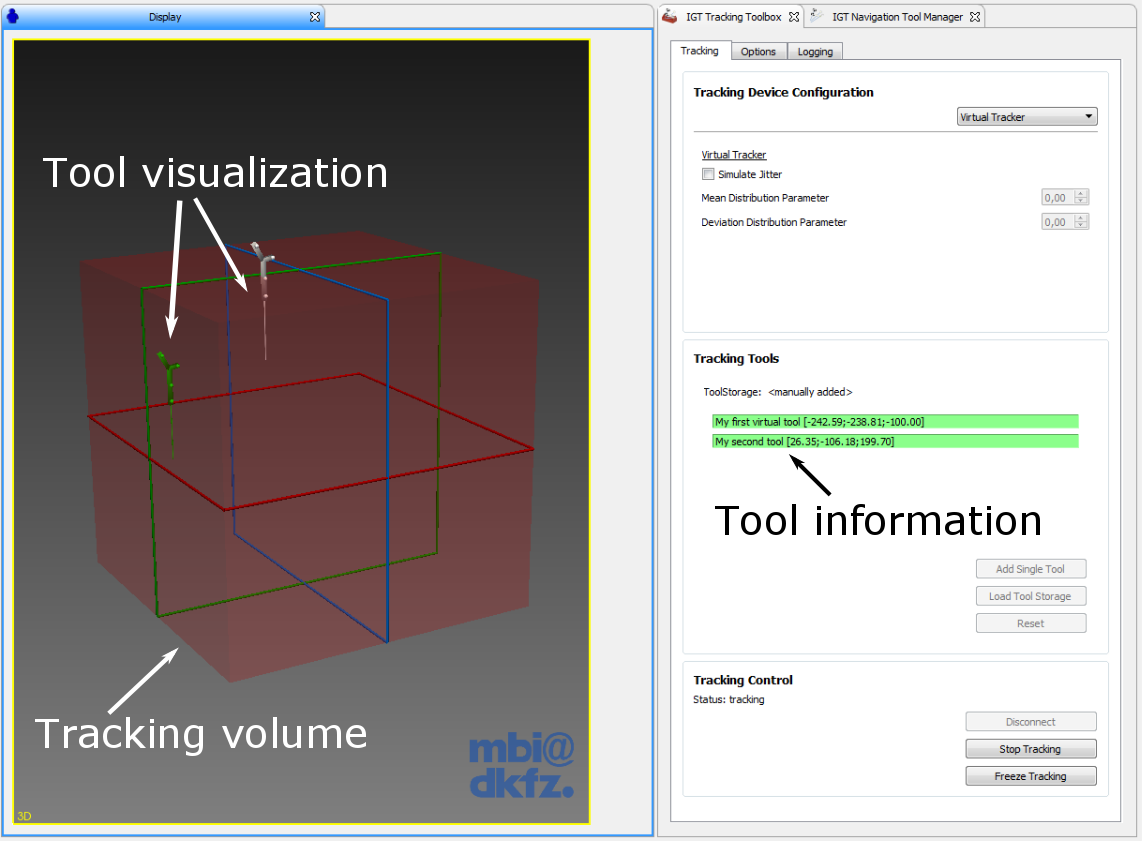 Display
Tool visualization
Tracking volume
mbi@
dkfz.
3D
IGT Tracking Toolbox
IGT Navigation Tool Manager
Tracking
Options
Logging
Tracking Device Configuration
Virtual Tracker
Virtual Tracker
Simulate Jitter
Mean Distribution Parameter
0,00
Deviation Distribution Parameter
0,00
Tracking Tools
ToolStorage: <manually added>
My first virtual tool [-242.59;-238.81;-100.00]
My second tool [26.35;-106.18;199.70]
Tool information
Add Single Tool
Load Tool Storage
Reset
Tracking Control
Status: tracking
Disconnect
Stop Tracking
Freeze Tracking